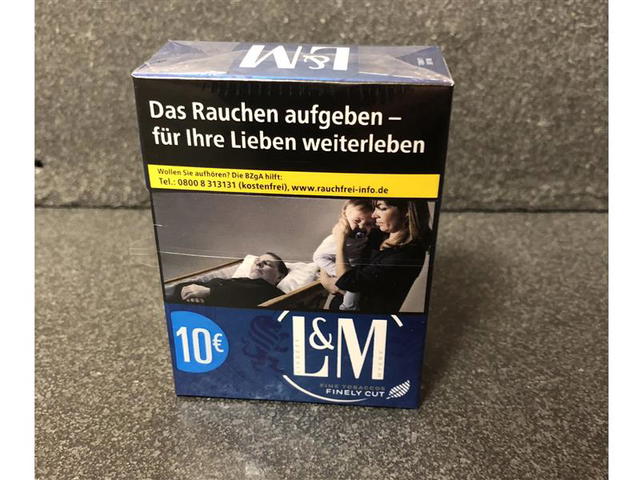 L&M
Das Rauchen aufgeben –
für Ihre Lieben weiterleben
Wollen Sie aufhören? Die BZgA hilft:
Tel.: 0800 8 313131 (kostenfrei), www.rauchfrei-info.de
10€
L&M
FINE TOBACCOS
FINELY CUT